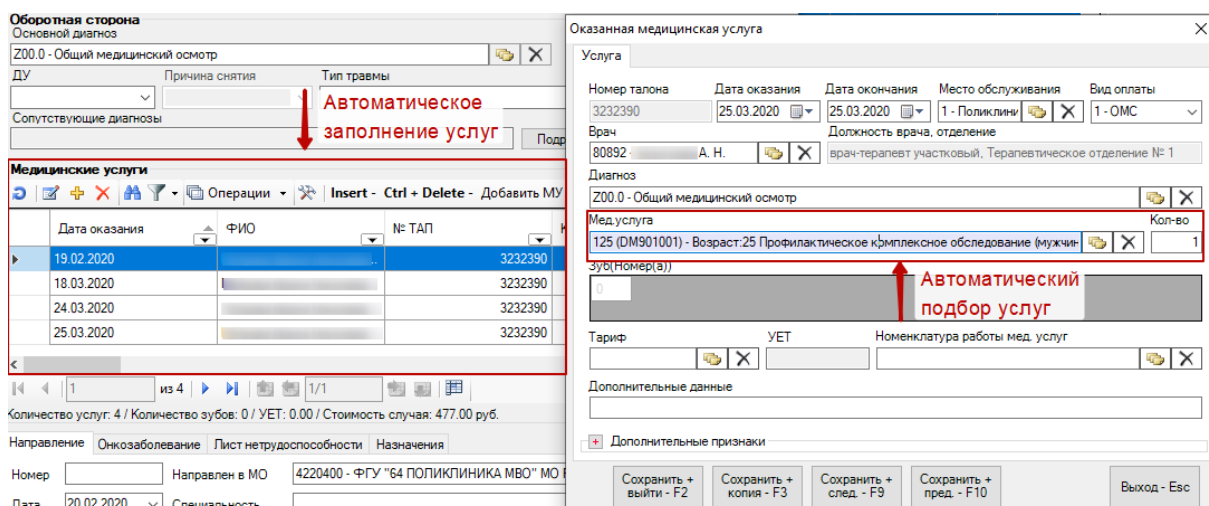 Оборотная сторона
Основной диагноз
Z00.0 - Общий медицинский осмотр
ДУ Причина снятия Тип травмы
Автоматическое
заполнение услуг
Сопутствующие диагнозы
Подр
Медицинские услуги
Операции Insert - Ctrl + Delete - Добавить МУ
Дата оказания ФИО № ТАП
19.02.2020 3232390
18.03.2020 3232390
24.03.2020 3232390
25.03.2020 3232390
1 из 4 1/1
Количество услуг: 4 / Количество зубов: 0 / УЕТ: 0.00 / Стоимость случая: 477.00 руб.
Направление Онкозаболевание Лист нетрудоспособности Назначения
Номер Направлен в МО 4220400 - ФГУ "64 ПОЛИКЛИНИКА МВО" МО
Дата 20.02.2020 Специальность
Оказанная медицинская услуга
Услуга
Номер талона Дата оказания Дата окончания Место обслуживания Вид оплаты
3232390 25.03.2020 25.03.2020 1 - Поликлини 1 - ОМС
Врач Должность врача, отделение
80892 - А. Н. врач-терапевт участковый, Терапевтическое отделение № 1
Диагноз
Z00.0 - Общий медицинский осмотр
Мед.услуга Кол-во
125 (DM901001) - Возраст:25 Профилактическое комплексное обследование (мужчин 1
Зуб(Номер(а))
0
Автоматический
подбор услуг
Тариф УЕТ Номенклатура работы мед. услуг
Дополнительные данные
+ Дополнительные признаки
Сохранить + выйти - F2
Сохранить + копия - F3
Сохранить + след. - F9
Сохранить + пред. - F10
Выход - Esc